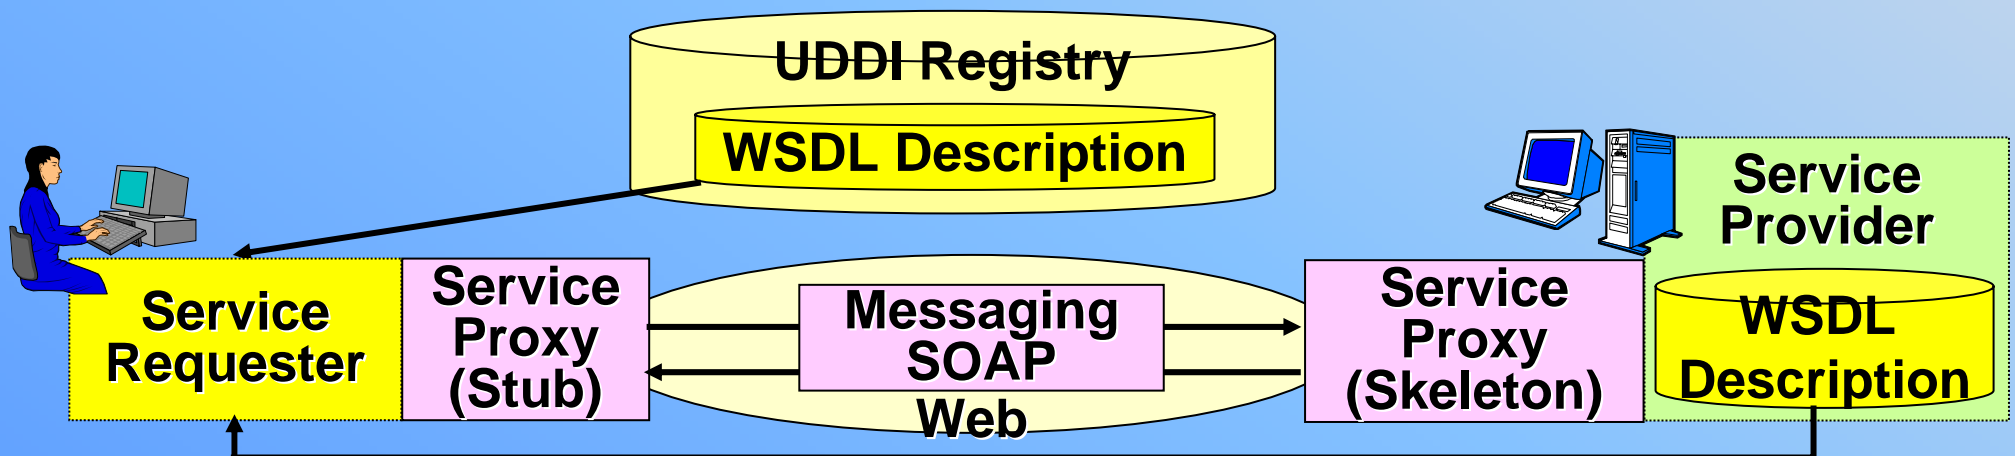 UDDI Registry
WSDL Description
Service
Provider
Service
Requester
Service
Proxy
(Stub)
Messaging
SOAP
Web
Service
Proxy
(Skeleton)
WSDL
Description